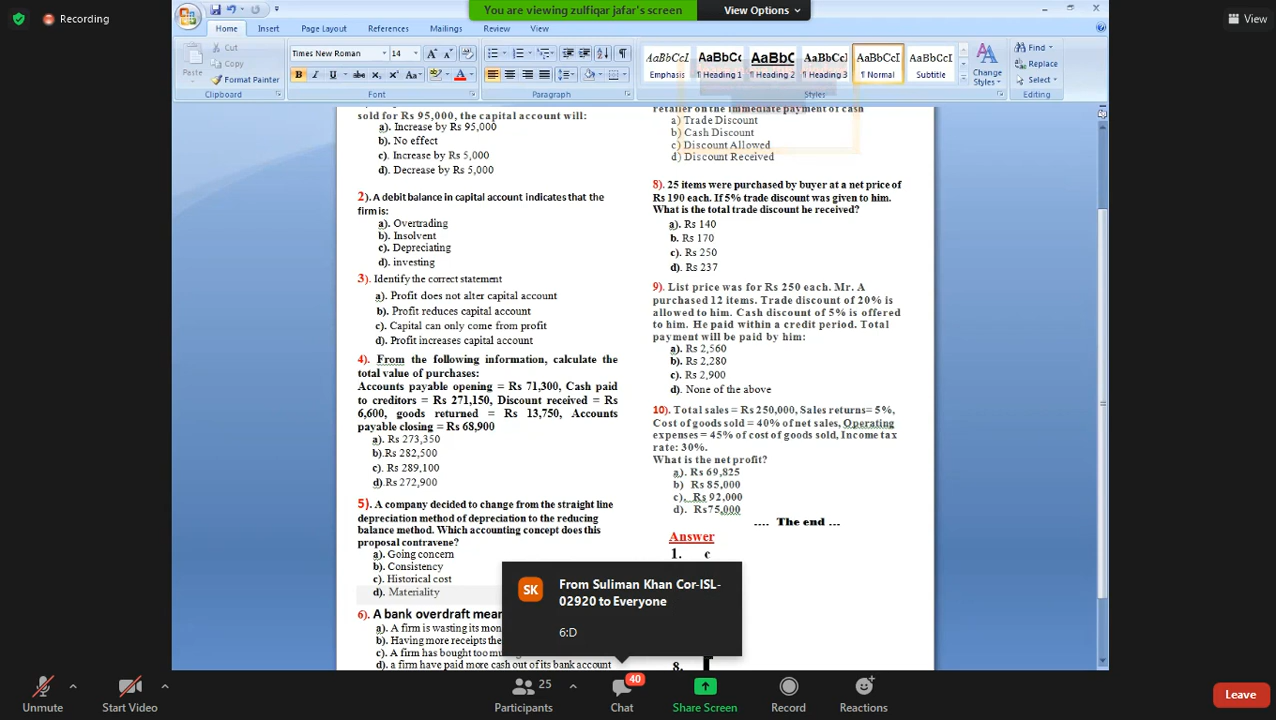 Recording
You are viewing zulfiqar jafar's screen
View Options
View
Home
Insert
Page Layout
References
Mailings
Review
View
Cut
Copy
Paste
Format Painter
Clipboard
Times New Roman
14
Font
Paragraph
AaBbCcI
Emphasis
AaBbCc
¶ Heading 1
AaBbC
¶ Heading 2
AaBbCcI
¶ Heading 3
AaBbCcI
¶ Normal
AaBbCcI
Subtitle
Change
Styles
Styles
Find
Replace
Select
Editing
sold for Rs 95,000, the capital account will:
a). Increase by Rs 95,000
b). No effect
c). Increase by Rs 5,000
d). Decrease by Rs 5,000
2). A debit balance in capital account indicates that the
firm is:
a). Overtrading
b). Insolvent
c). Depreciating
d). investing
3). Identify the correct statement
a). Profit does not alter capital account
b). Profit reduces capital account
c). Capital can only come from profit
d). Profit increases capital account
4). From the following information, calculate the
total value of purchases:
Accounts payable opening = Rs 71,300, Cash paid
to creditors = Rs 271,150, Discount received = Rs
6,600, goods returned = Rs 13,750, Accounts
payable closing = Rs 68,900
a). Rs 273,350
b).Rs 282,500
c). Rs 289,100
d).Rs 272,900
5). A company decided to change from the straight line
depreciation method of depreciation to the reducing
balance method. Which accounting concept does this
proposal contravene?
a). Going concern
b). Consistency
c). Historical cost
d). Materiality
6). A bank overdraft mean
a). A firm is wasting its mon
b). Having more receipts the
c). A firm has bought too mu
d). a firm have paid more cash out of its bank account
retailer on the immediate payment of cash
a) Trade Discount
b) Cash Discount
c) Discount Allowed
d) Discount Received
8). 25 items were purchased by buyer at a net price of
Rs 190 each. If 5% trade discount was given to him.
What is the total trade discount he received?
a). Rs 140
b. Rs 170
c). Rs 250
d). Rs 237
9). List price was for Rs 250 each. Mr. A
purchased 12 items. Trade discount of 20% is
allowed to him. Cash discount of 5% is offered
to him. He paid within a credit period. Total
payment will be paid by him:
a). Rs 2,560
b). Rs 2,280
c). Rs 2,900
d). None of the above
10). Total sales = Rs 250,000, Sales returns= 5%,
Cost of goods sold = 40% of net sales, Operating
expenses = 45% of cost of goods sold, Income tax
rate: 30%.
What is the net profit?
a). Rs 69,825
b) Rs 85,000
c). Rs 92,000
d). Rs75,000
.... The end ...
Answer
1. c
8.
SK
From Suliman Khan Cor-ISL-
02920 to Everyone
6:D
Unmute
Start Video
25
Participants
40
Chat
Share Screen
Record
Reactions
Leave